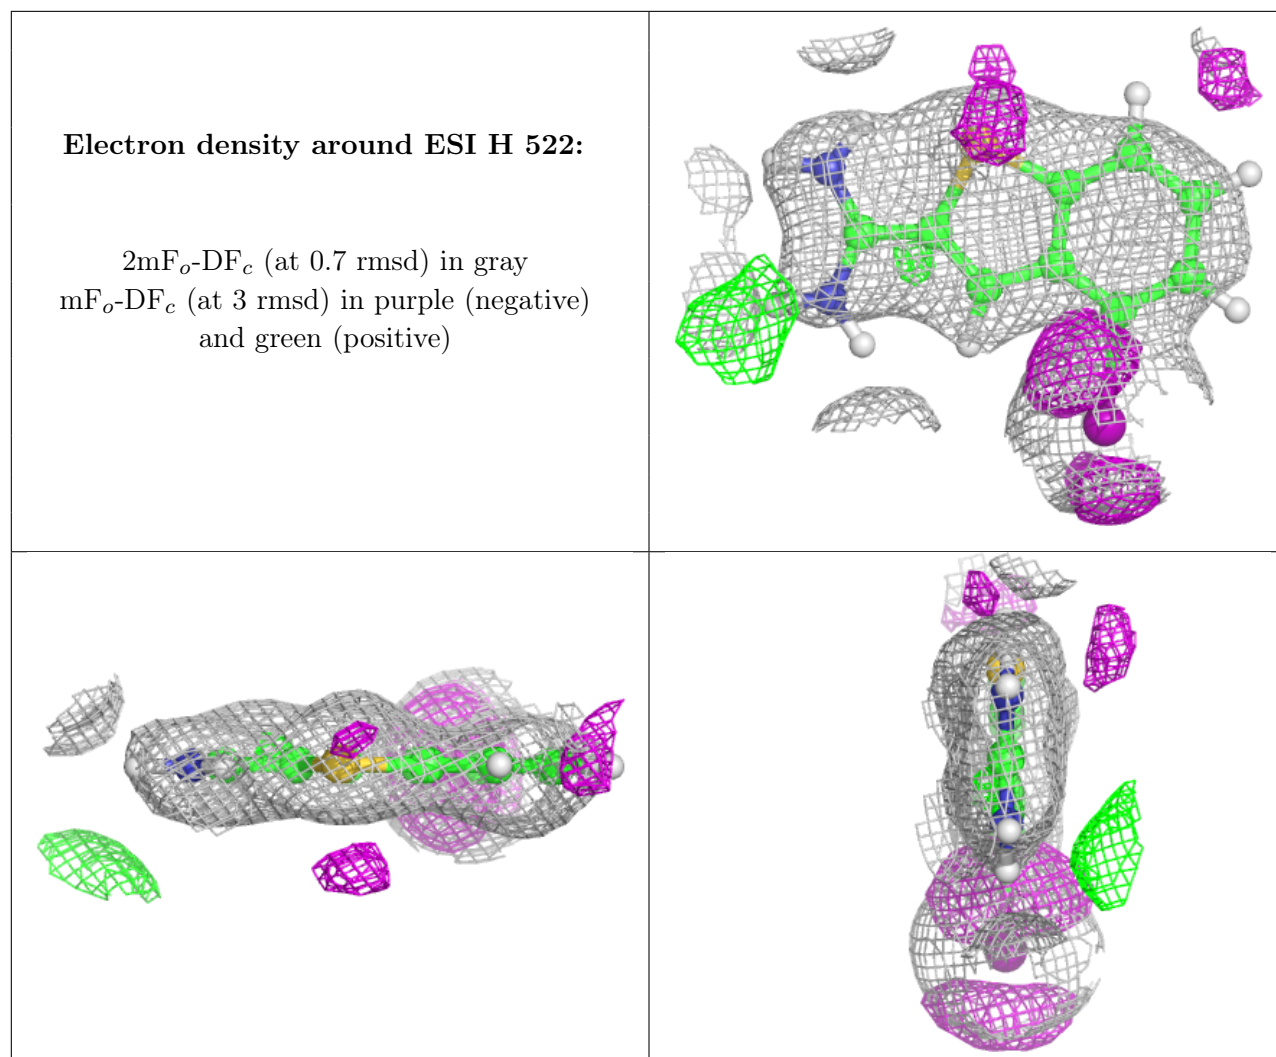 Electron density around ESI H 522:
2mFo-DFc (at 0.7 rmsd) in gray
mFo-DFc (at 3 rmsd) in purple (negative)
and green (positive)